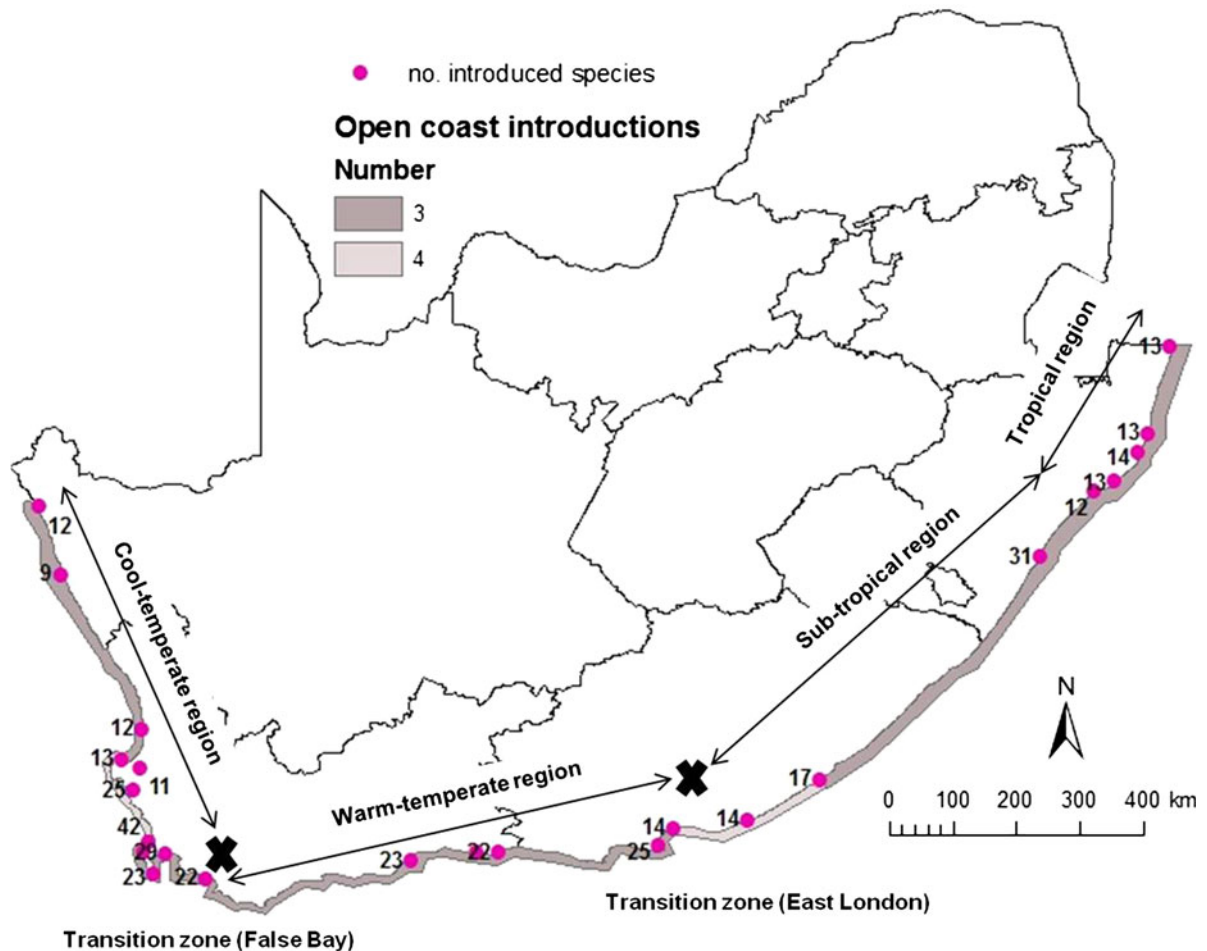 no. introduced species
Open coast introductions
Number
3
4
Tropical region
13
13
14
13
12
31
Sub-tropical region
12
9
Cool-temperate region
12
13
11
25
42
29
23
22
Warm-temperate region
23
22
25
14
14
17
N
0 100 200 300 400 km
Transition zone (East London)
Transition zone (False Bay)